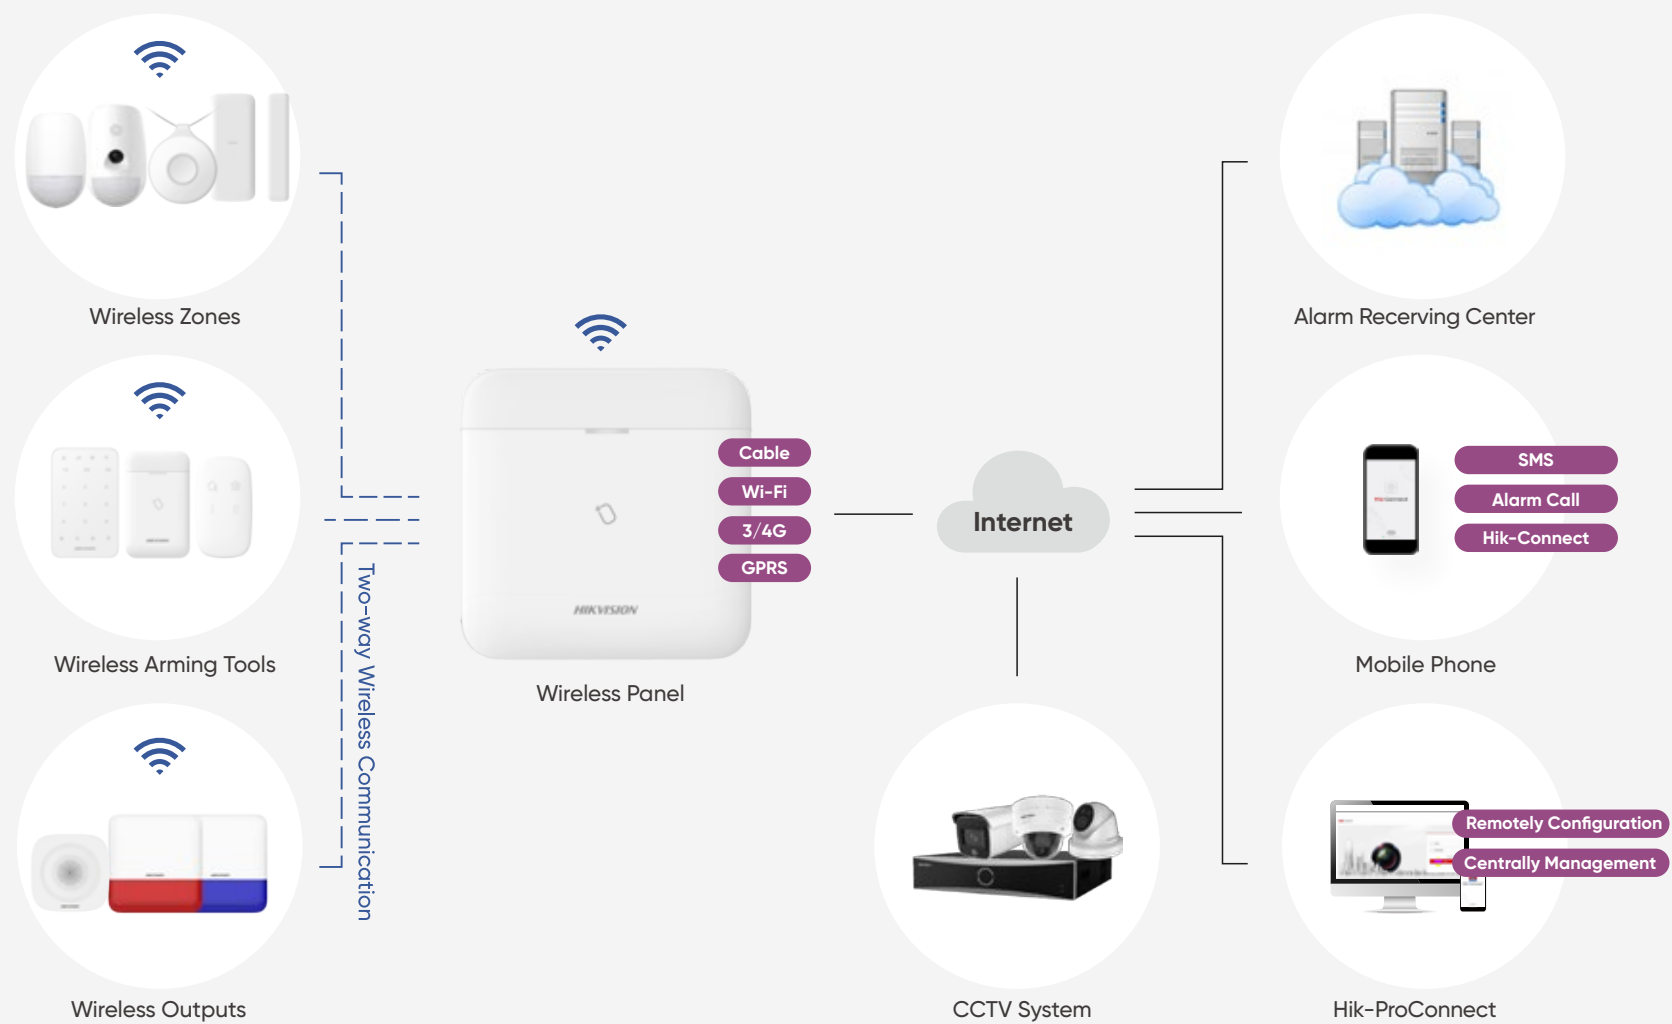 Wireless Zones
Wireless Arming Tools
Wireless Outputs
Two-way Wireless Communication
HIKVISION
Cable
Wi-Fi
3/4G
GPRS
Wireless Panel
Internet
CCTV System
Alarm Recerving Center
SMS
Alarm Call
Hik-Connect
Mobile Phone
Remotely Configuration
Centrally Management
Hik-ProConnect